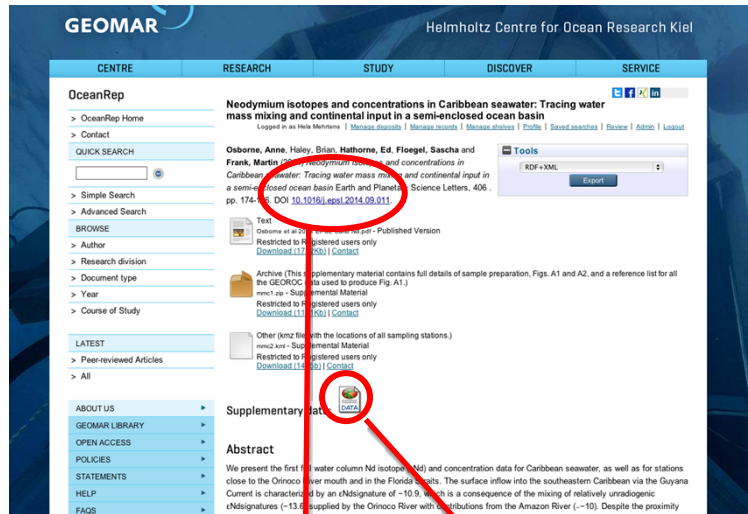 GEOMAR
Helmholtz Centre for Ocean Research Kiel
CENTRE RESEARCH STUDY DISCOVER SERVICE
OceanRep
> OceanRep Home
> Contact
QUICK SEARCH
> Simple Search
> Advanced Search
BROWSE
> Author
> Research division
> Document type
> Year
> Course of Study
LATEST
> Peer-reviewed Articles
> All
ABOUT US
GEOMAR LIBRARY
OPEN ACCESS
POLICIES
STATEMENTS
HELP
FAQS
Neodymium isotopes and concentrations in Caribbean seawater: Tracing water
mass mixing and continental input in a semi-enclosed ocean basin
Logged in as Hela Mehrtens | Manage deposits | Manage records | Manage shelves | Profile | Saved searches | Review | Admin | Logout
Osborne, Anne, Haley, Brian, Hathorne, Ed, Floegel, Sascha and
Frank, Martin Neodymium isotopes and concentrations in
Caribbean seawater: Tracing water mass mixing and continental input in
a semi-enclosed ocean basin Earth and Planetary Science Letters, 406 .
pp. DOI 10.1016/j.epsl.2014.09.011.
Tools
RDF+XML
Export
Text
Osborne et al - Published Version
Restricted to Registered users only
Download | Contact
Archive (This supplementary material contains full details of sample preparation, Figs. A1 and A2, and a reference list for all
the GEOROC data used to produce Fig. A1.)
mmc1.zip - Supplemental Material
Restricted to Registered users only
Download | Contact
Other (kmz file with the locations of all sampling stations.)
mmc2.kml - Supplemental Material
Restricted to Registered users only
Download | Contact
Supplementary data:
DATA
Abstract
We present the first full water column Nd isotope and concentration data for Caribbean seawater, as well as for stations
close to the Orinoco River mouth and in the Florida Straits. The surface inflow into the southeastern Caribbean via the Guyana
Current is characterized by an εNdsignature of −10.9, which is a consequence of the mixing of relatively unradiogenic
εNdsignatures (−13.6) supplied by the Orinoco River with contributions from the Amazon River (~−10). Despite the proximity